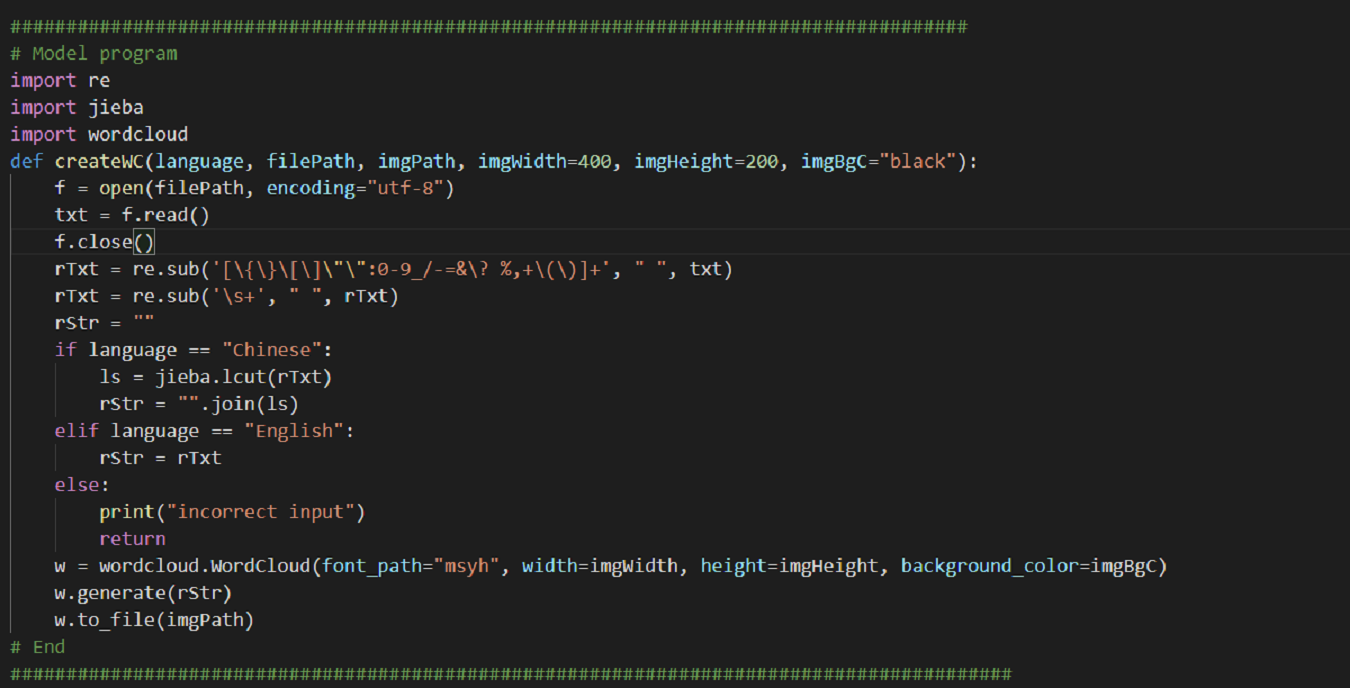 ######################################################################################
# Model program
import re
import jieba
import wordcloud
def createWC(language, filePath, imgPath, imgWidth=400, imgHeight=200, imgBgC="black"):
    f = open(filePath, encoding="utf-8")
    txt = f.read()
    f.close()
    rTxt = re.sub('[\{\}\[\]\"\":0-9_/-=&\? %,+\(\)]+', " ", txt)
    rTxt = re.sub('\s+', " ", rTxt)
    rStr = ""
    if language == "Chinese":
        ls = jieba.lcut(rTxt)
        rStr = "".join(ls)
    elif language == "English":
        rStr = rTxt
    else:
        print("incorrect input")
        return
    w = wordcloud.WordCloud(font_path="msyh", width=imgWidth, height=imgHeight, background_color=imgBgC)
    w.generate(rStr)
    w.to_file(imgPath)
# End
##########################################################################################